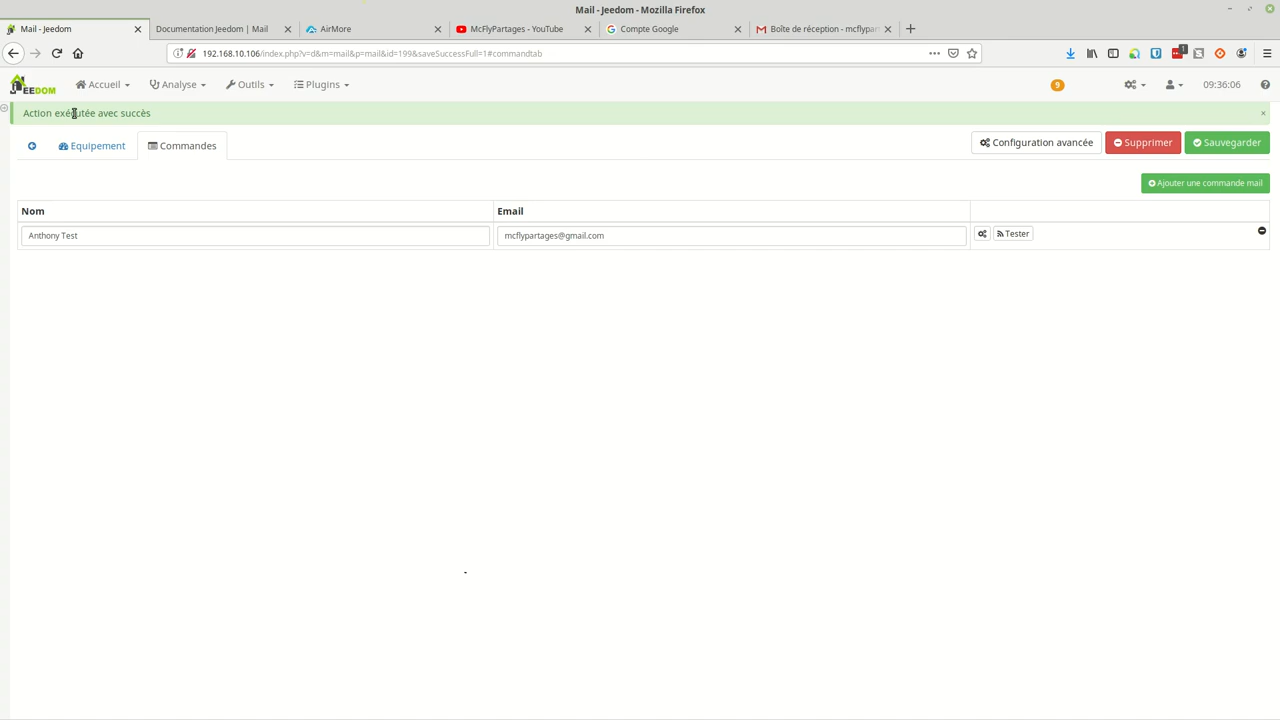 Mail - Jeedom - Mozilla Firefox
Mail - Jeedom
Documentation Jeedom | Mail
AirMore
McFlyPartages - YouTube
Compte Google
Boîte de réception - mcflypar
192.168.10.106/index.php?v=d&m=mail&p=mail&id=199&saveSuccessFull=1#commandtab
1
JEEDOM
Accueil
Analyse
Outils
Plugins
9
09:36:06
Action exécutée avec succès
×
Equipement
Commandes
Configuration avancée
Supprimer
Sauvegarder
Ajouter une commande mail
Nom
Email
Anthony Test
mcflypartages@gmail.com
Tester